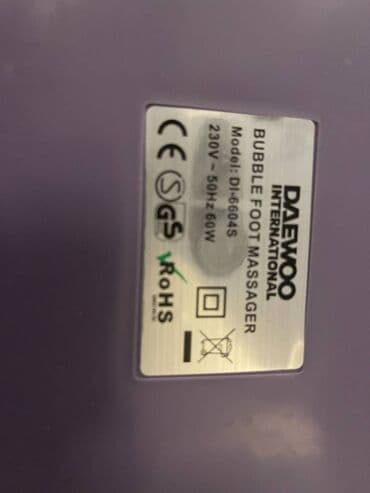 DAEWOO
INTERNATIONAL
BUBBLE FOOT MASSAGER
Model: DI-6604S
230V ~ 50Hz 60W
CE S GS RoHS